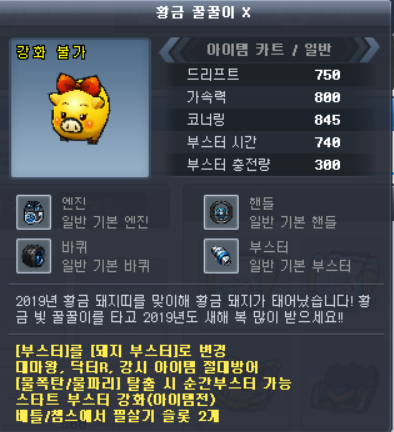 황금 꿀꿀이 X
강화 불가
아이템 카트 / 일반
드리프트 750
가속력 800
코너링 845
부스터 시간 740
부스터 충전량 300
엔진
일반 기본 엔진
핸들
일반 기본 핸들
바퀴
일반 기본 바퀴
부스터
일반 기본 부스터
2019년 황금 돼지띠를 맞이해 황금 돼지가 태어났습니다! 황
금 빛 꿀꿀이를 타고 2019년도 새해 복 많이 받으세요!!
[부스터]를 [돼지 부스터]로 변경
대마왕, 닥터R, 강시 아이템 절대방어
[물폭탄/물파리] 탈출 시 순간부스터 가능
스타트 부스터 강화(아이템전)
배틀/챔스에서 필살기 슬롯 2개